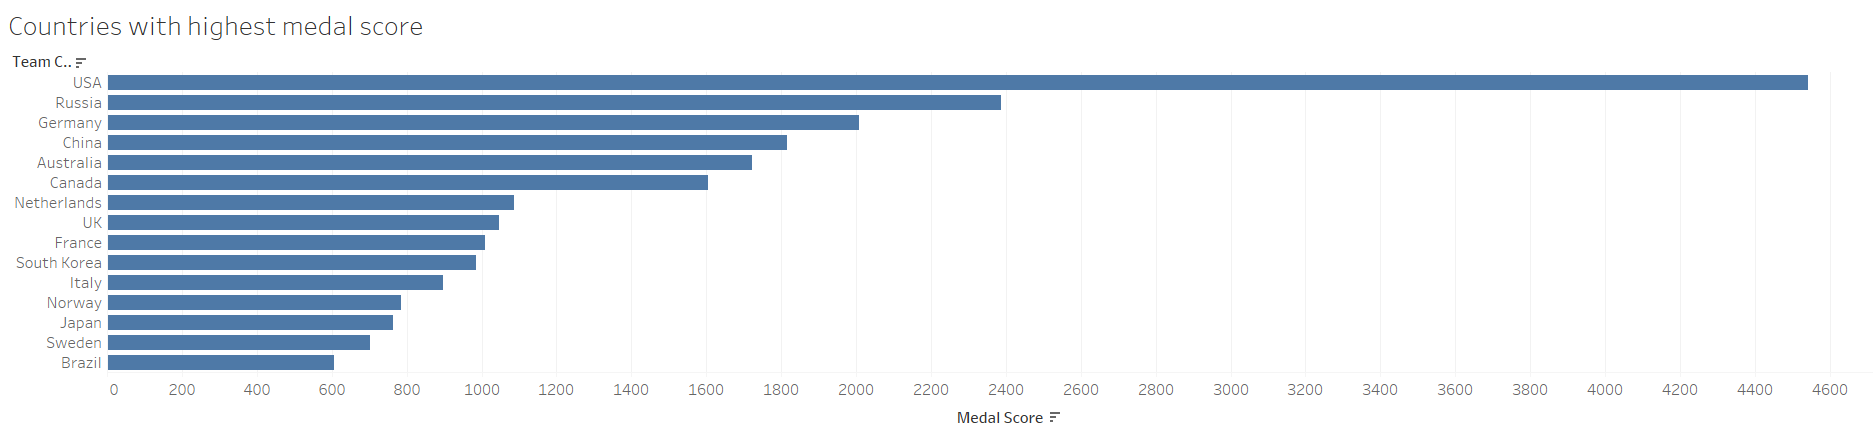 Countries with highest medal score
Team C..
USA
Russia
Germany
China
Australia
Canada
Netherlands
UK
France
South Korea
Italy
Norway
Japan
Sweden
Brazil
0 200 400 600 800 1000 1200 1400 1600 1800 2000 2200 2400 2600 2800 3000 3200 3400 3600 3800 4000 4200 4400 4600
Medal Score